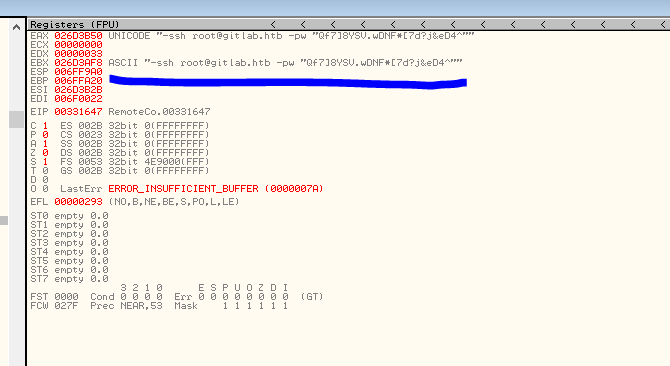 Registers (FPU) < < < < < < < < < < < <
EAX 026D3B50 UNICODE "-ssh root@gitlab.htb -pw "Qf7]8YSV.wDNF*[7d?j&eD4^""
ECX 00000000
EDX 00000033
EBX 026D3AF8 ASCII "-ssh root@gitlab.htb -pw "Qf7]8YSV.wDNF*[7d?j&eD4^""
ESP 006FF9A0
EBP 006FFA20
ESI 026D3B2B
EDI 006F0022
EIP 00331647 RemoteCo.00331647
C 1 ES 002B 32bit 0(FFFFFFFF)
P 0 CS 0023 32bit 0(FFFFFFFF)
A 1 SS 002B 32bit 0(FFFFFFFF)
Z 0 DS 002B 32bit 0(FFFFFFFF)
S 1 FS 0053 32bit 4E9000(FFF)
T 0 GS 002B 32bit 0(FFFFFFFF)
D 0
O 0 LastErr ERROR_INSUFFICIENT_BUFFER (0000007A)
EFL 00000293 (NO,B,NE,BE,S,PO,L,LE)
ST0 empty 0.0
ST1 empty 0.0
ST2 empty 0.0
ST3 empty 0.0
ST4 empty 0.0
ST5 empty 0.0
ST6 empty 0.0
ST7 empty 0.0
3 2 1 0 E S P U O Z D I
FST 0000 Cond 0 0 0 0 Err 0 0 0 0 0 0 0 0 (GT)
FCW 027F Prec NEAR,53 Mask 1 1 1 1 1 1